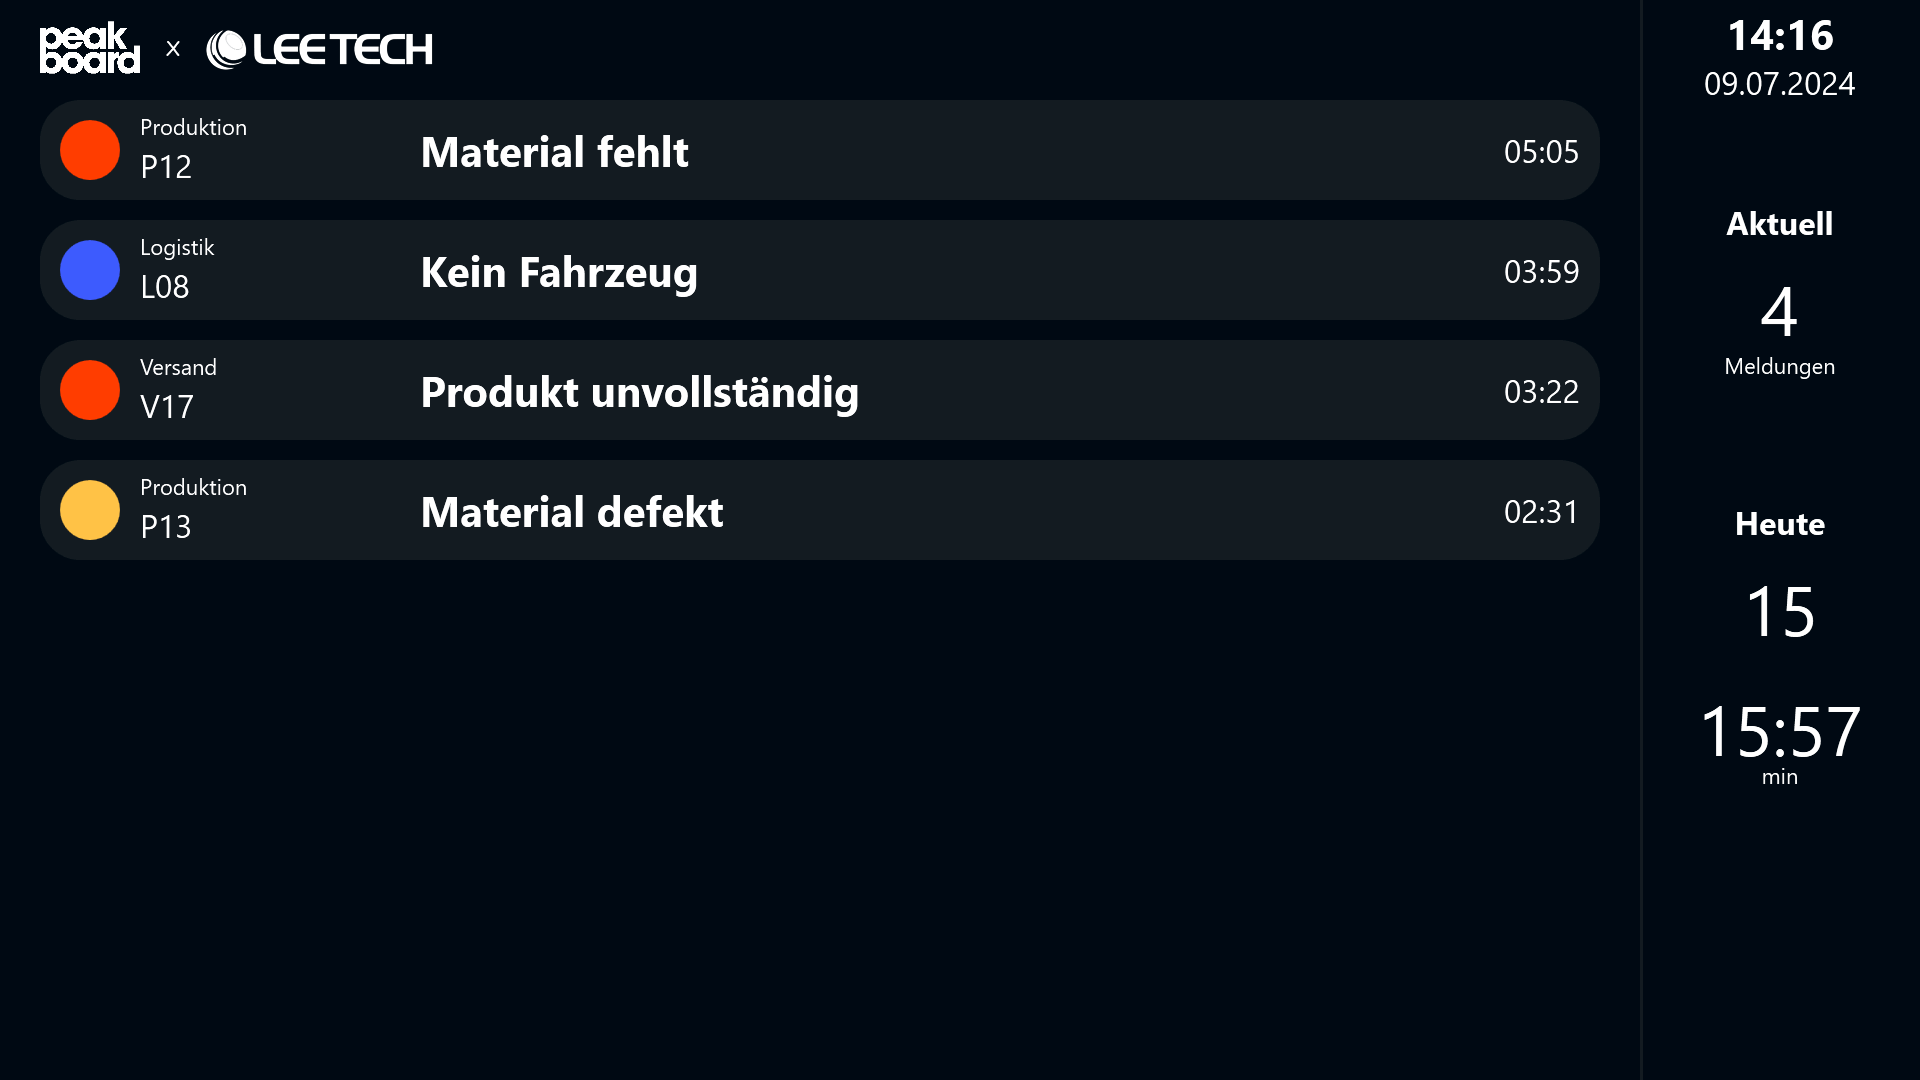 peak
board
x
LEE TECH
Produktion
P12
Material fehlt
05:05
Logistik
L08
Kein Fahrzeug
03:59
Versand
V17
Produkt unvollständig
03:22
Produktion
P13
Material defekt
02:31
14:16
09.07.2024
Aktuell
4
Meldungen
Heute
15
15:57
min